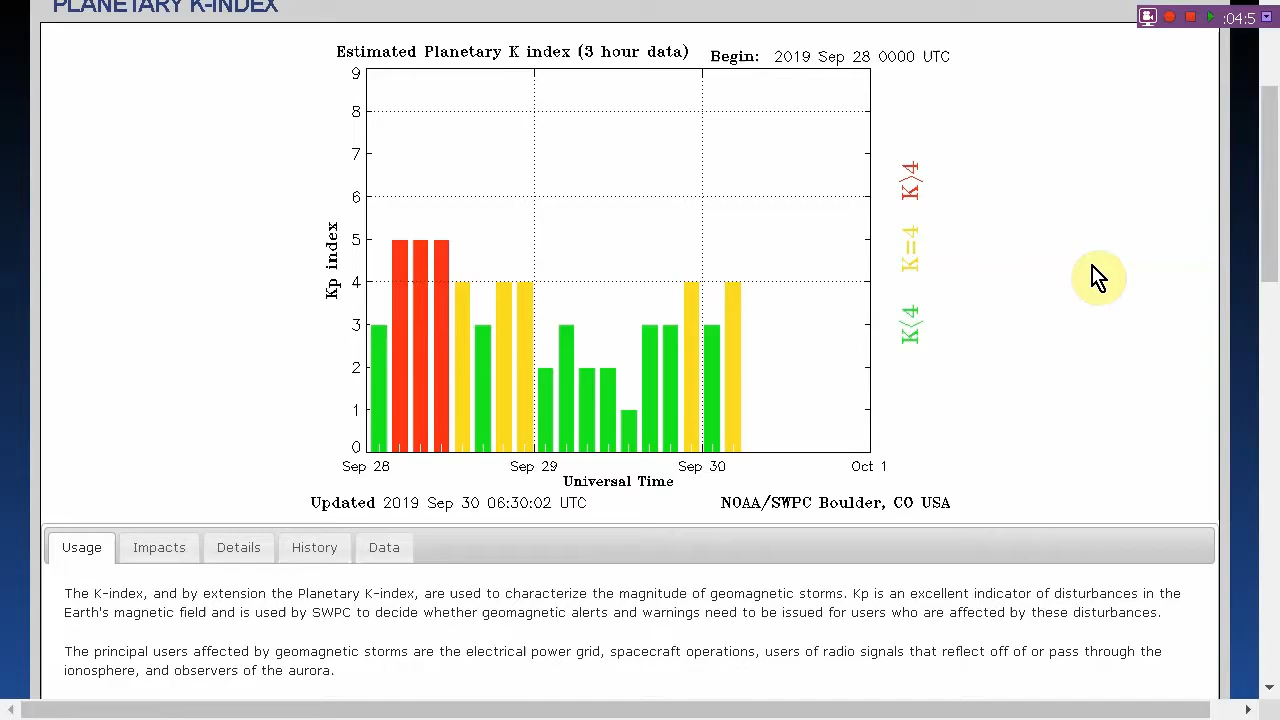 PLANETARY K-INDEX
:04:5
Estimated Planetary K index (3 hour data)
Begin: 2019 Sep 28 0000 UTC
9
8
7
6
5
4
3
2
1
0
Kp index
K>4
K=4
K<4
Sep 28
Sep 29
Sep 30
Oct 1
Universal Time
Updated 2019 Sep 30 06:30:02 UTC
NOAA/SWPC Boulder, CO USA
Usage
Impacts
Details
History
Data
The K-index, and by extension the Planetary K-index, are used to characterize the magnitude of geomagnetic storms. Kp is an excellent indicator of disturbances in the
Earth's magnetic field and is used by SWPC to decide whether geomagnetic alerts and warnings need to be issued for users who are affected by these disturbances.
The principal users affected by geomagnetic storms are the electrical power grid, spacecraft operations, users of radio signals that reflect off of or pass through the
ionosphere, and observers of the aurora.